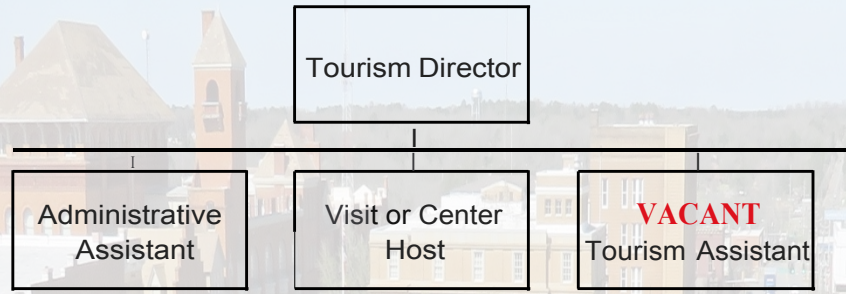 Tourism Director
Administrative
Assistant
Visit or Center
Host
VACANT
Tourism Assistant